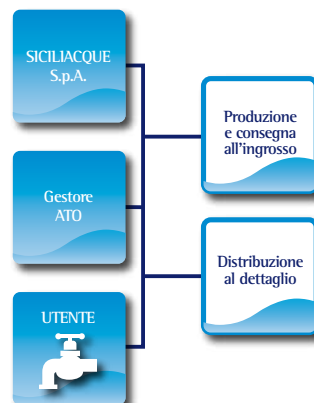 SICILIACQUE
S.p.A.
Produzione
e consegna
all'ingrosso
Gestore
ATO
Distribuzione
al dettaglio
UTENTE